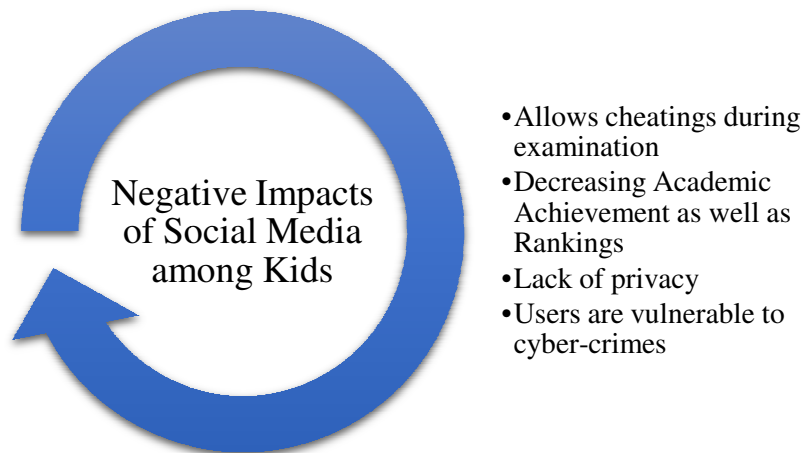 Negative Impacts
of Social Media
among Kids
•Allows cheatings during
examination
•Decreasing Academic
Achievement as well as
Rankings
•Lack of privacy
•Users are vulnerable to
cyber-crimes